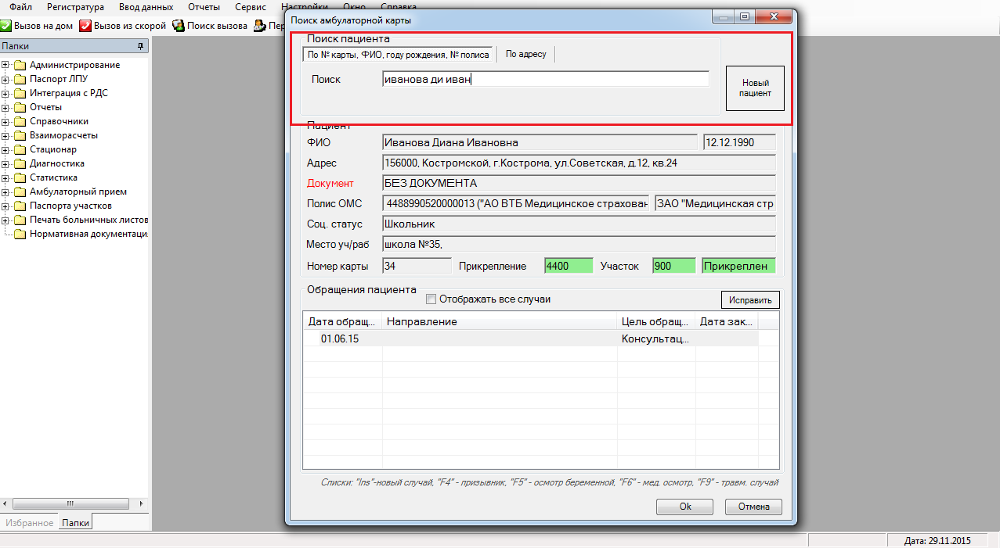 Файл Регистратура Ввод данных Отчеты Сервис Настройки Окно Справка
Вызов на дом Вызов из скорой Поиск вызова Пер
Папки
Администрирование
Паспорт ЛПУ
Интеграция с РДС
Отчеты
Справочники
Взаиморасчеты
Стационар
Диагностика
Статистика
Амбулаторный прием
Паспорта участков
Печать больничных листов
Нормативная документаци
Избранное Папки
Поиск амбулаторной карты
Поиск пациента
По № карты, ФИО, году рождения, № полиса По адресу
Поиск иванова ди иван
Новый
пациент
Пациент
ФИО Иванова Диана Ивановна 12.12.1990
Адрес 156000, Костромской, г.Кострома, ул.Советская, д.12, кв.24
Документ БЕЗ ДОКУМЕНТА
Полис ОМС 4488990520000013 ("АО ВТБ Медицинское страхован ЗАО "Медицинская стр
Соц. статус Школьник
Место уч/раб школа №35,
Номер карты 34 Прикрепление 4400 Участок 900 Прикреплен
Обращения пациента
Отображать все случаи Исправить
Дата обращ... Направление Цель обращ... Дата зак...
01.06.15 Консультац...
Списки: "Ins"-новый случай, "F4" - призывник, "F5" - осмотр беременной, "F6" - мед. осмотр, "F9" - травм. случай
Ok Отмена
Дата: 29.11.2015